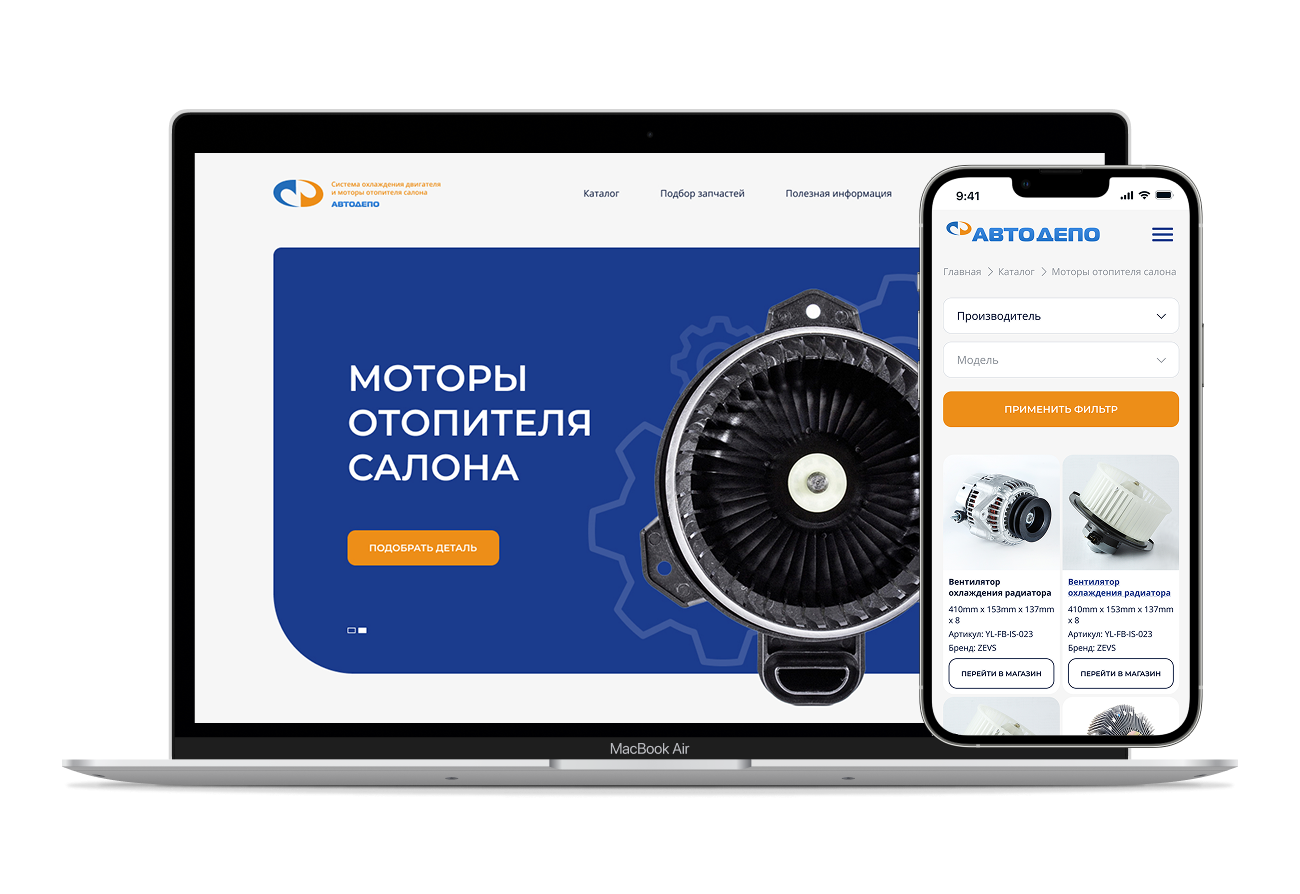 Система охлаждения двигателя
и моторы отопителя салона
АВТОДЕПО
Каталог
Подбор запчастей
Полезная информация
МОТОРЫ
ОТОПИТЕЛЯ
САЛОНА
ПОДОБРАТЬ ДЕТАЛЬ
MacBook Air
9:41
АВТОДЕПО
Главная > Каталог > Моторы отопителя салона
Производитель
Модель
ПРИМЕНИТЬ ФИЛЬТР
Вентилятор
охлаждения радиатора
410mm x 153mm x 137mm
x 8
Артикул: YL-FB-IS-023
Бренд: ZEVS
ПЕРЕЙТИ В МАГАЗИН
Вентилятор
охлаждения радиатора
410mm x 153mm x 137mm
x 8
Артикул: YL-FB-IS-023
Бренд: ZEVS
ПЕРЕЙТИ В МАГАЗИН